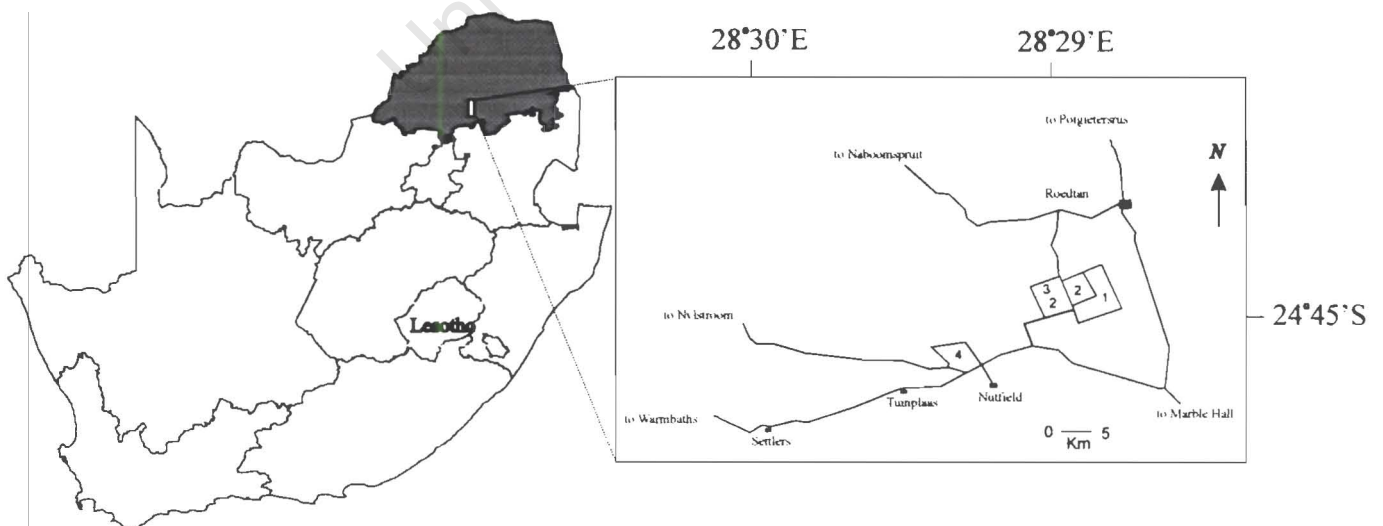 Uni
28°30'E
28°29'E
to Potgietersrus
to Naboomspruit
N
Roedtan
3
2
2
1
24°45'S
Lesotho
to Nylstroom
4
Tuinplaas
Nutfield
to Warmbaths
Settlers
to Marble Hall
0 5
Km